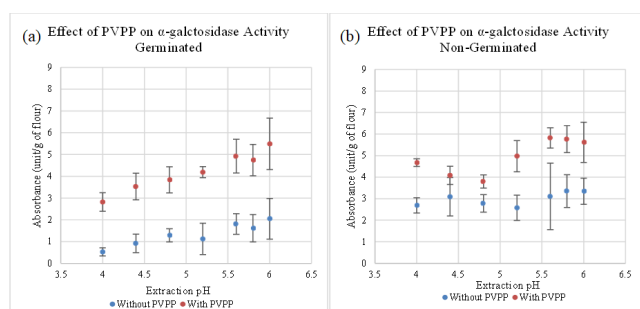 (a) Effect of PVPP on α-galctosidase Activity
Germinated
9
8
7
6
5
4
3
2
1
0
Absorbance (unit/g of flour)
3.5 4 4.5 5 5.5 6 6.5
Extraction pH
Without PVPP With PVPP
(b) Effect of PVPP on α-galctosidase Activity
Non-Germinated
9
8
7
6
5
4
3
2
1
0
Absorbance (unit/g of flour)
3.5 4 4.5 5 5.5 6 6.5
Extraction pH
Without PVPP With PVPP